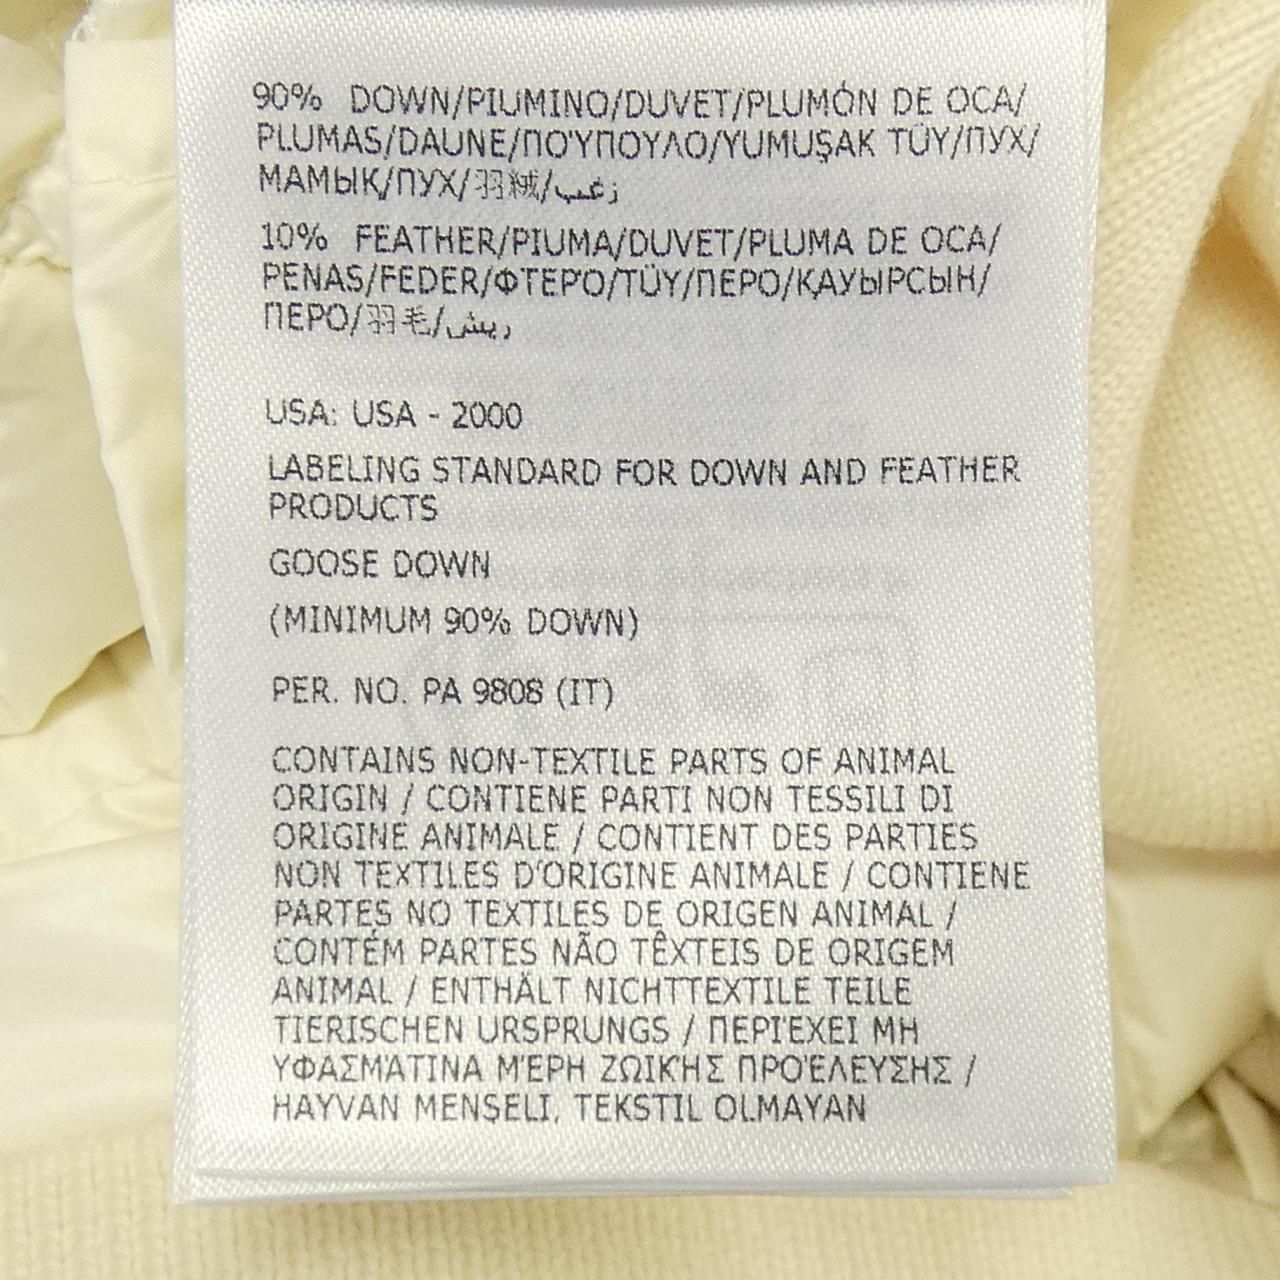 90% DOWN/PIUMINO/DUVET/PLUMÓN DE OCA/
PLUMAS/DAUNE/ΠΟΎΠΟΥΛΟ/YUMUŞAK TÜY/ПУХ/
МАМЫҚ/ПУХ/羽絨/زغب
10% FEATHER/PIUMA/DUVET/PLUMA DE OCA/
PENAS/FEDER/ΦΤΕΡΌ/TÜY/ПЕРО/ҚАУЫРСЫН/
ПЕРО/羽毛/ريش
USA: USA - 2000
LABELING STANDARD FOR DOWN AND FEATHER
PRODUCTS
GOOSE DOWN
(MINIMUM 90% DOWN)
PER. NO. PA 9808 (IT)
CONTAINS NON-TEXTILE PARTS OF ANIMAL
ORIGIN / CONTIENE PARTI NON TESSILI DI
ORIGINE ANIMALE / CONTIENT DES PARTIES
NON TEXTILES D'ORIGINE ANIMALE / CONTIENE
PARTES NO TEXTILES DE ORIGEN ANIMAL /
CONTÉM PARTES NÃO TÊXTEIS DE ORIGEM
ANIMAL / ENTHÄLT NICHTTEXTILE TEILE
TIERISCHEN URSPRUNGS / ΠΕΡΙΈΧΕΙ ΜΗ
ΥΦΑΣΜΆΤΙΝΑ ΜΈΡΗ ΖΩΙΚΉΣ ΠΡΟΈΛΕΥΣΗΣ /
HAYVAN MENŞELI, TEKSTIL OLMAYAN